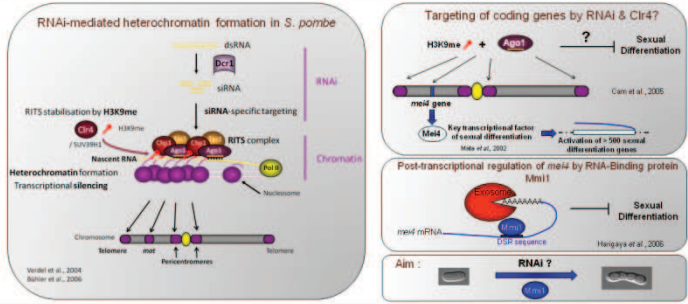 RNAi-mediated heterochromatin formation in S. pombe
dsRNA
Dcr1
siRNA
RNAi
siRNA-specific targeting
RITS stabilisation by H3K9me
Clr4
H3K9me
/ SUV39H1
RITS complex
Chp1
Chp1
Ago1
Ago1
Nascent RNA
Chromatin
Pol II
Heterochromatin formation
Transcriptional silencing
Nucleosome
Chromosome
Telomere
mat
Pericentromeres
Telomere
Verdel et al., 2004
Bühler et al., 2006
Targeting of coding genes by RNAi & Clr4?
H3K9me + Ago1
?
Sexual
Differentiation
mei4 gene
Cam et al., 2005
Mei4
Key transcriptional factor
of sexual differentiation
Mata et al., 2002
Activation of > 500 sexual
differentiation genes
Post-transcriptional regulation of mei4 by RNA-Binding protein
Mmi1
Exosome
AAAAAA
Mmi1
mei4 mRNA
DSR sequence
Sexual
Differentiation
Harigaya et al., 2006
Aim :
RNAi ?
Mmi1